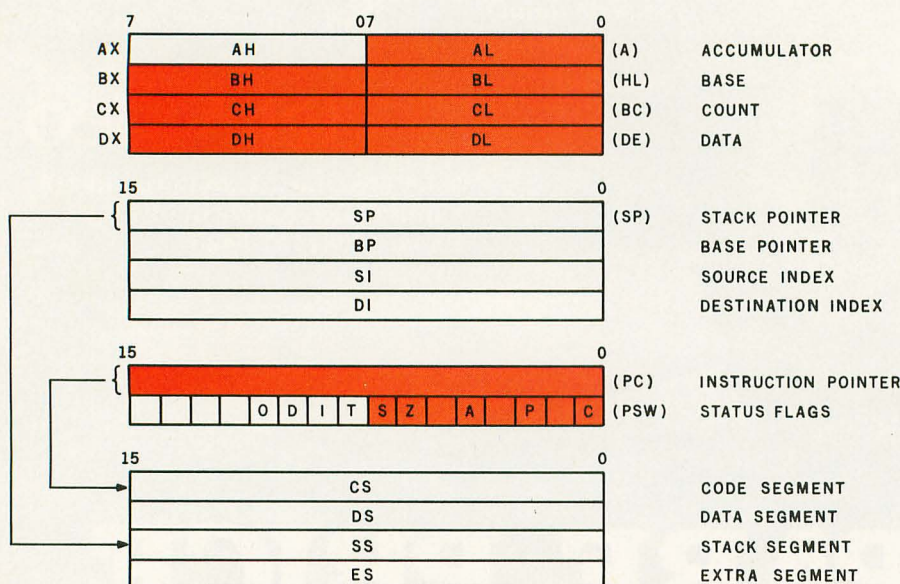 7 07 0
AX AH AL (A) ACCUMULATOR
BX BH BL (HL) BASE
CX CH CL (BC) COUNT
DX DH DL (DE) DATA
15 0
SP (SP) STACK POINTER
BP BASE POINTER
SI SOURCE INDEX
DI DESTINATION INDEX
15 0
(PC) INSTRUCTION POINTER
O D I T S Z A P C (PSW) STATUS FLAGS
15 0
CS CODE SEGMENT
DS DATA SEGMENT
SS STACK SEGMENT
ES EXTRA SEGMENT